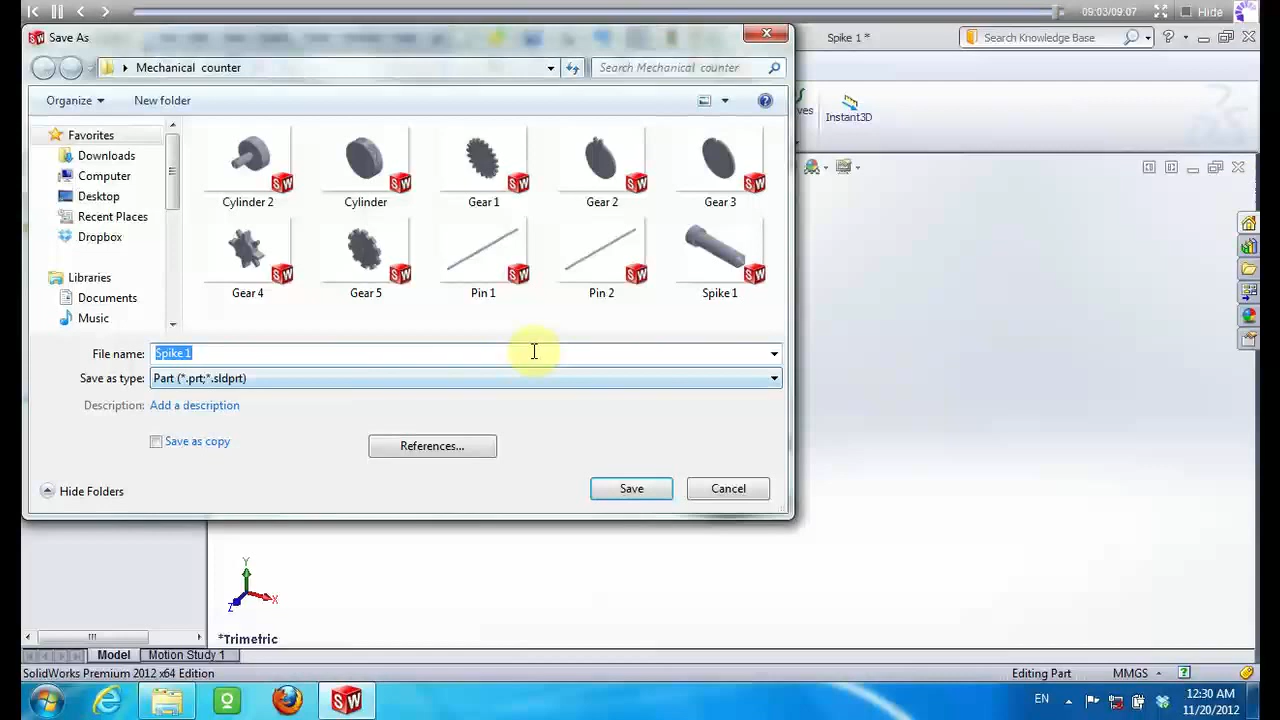 09:03/09:07
Hide
Save As
Spike 1 *
Search Knowledge Base
Mechanical counter
Search Mechanical counter
Organize
New folder
ves
Instant3D
Favorites
Downloads
Computer
Desktop
Recent Places
Dropbox
Libraries
Documents
Music
Cylinder 2
Cylinder
Gear 1
Gear 2
Gear 3
Gear 4
Gear 5
Pin 1
Pin 2
Spike 1
File name:
Spike 1
Save as type:
Part (*.prt;*.sldprt)
Description:
Add a description
Save as copy
References...
Hide Folders
Save
Cancel
Y
X
Z
*Trimetric
Model
Motion Study 1
SolidWorks Premium 2012 x64 Edition
Editing Part
MMGS
EN
12:30 AM
11/20/2012